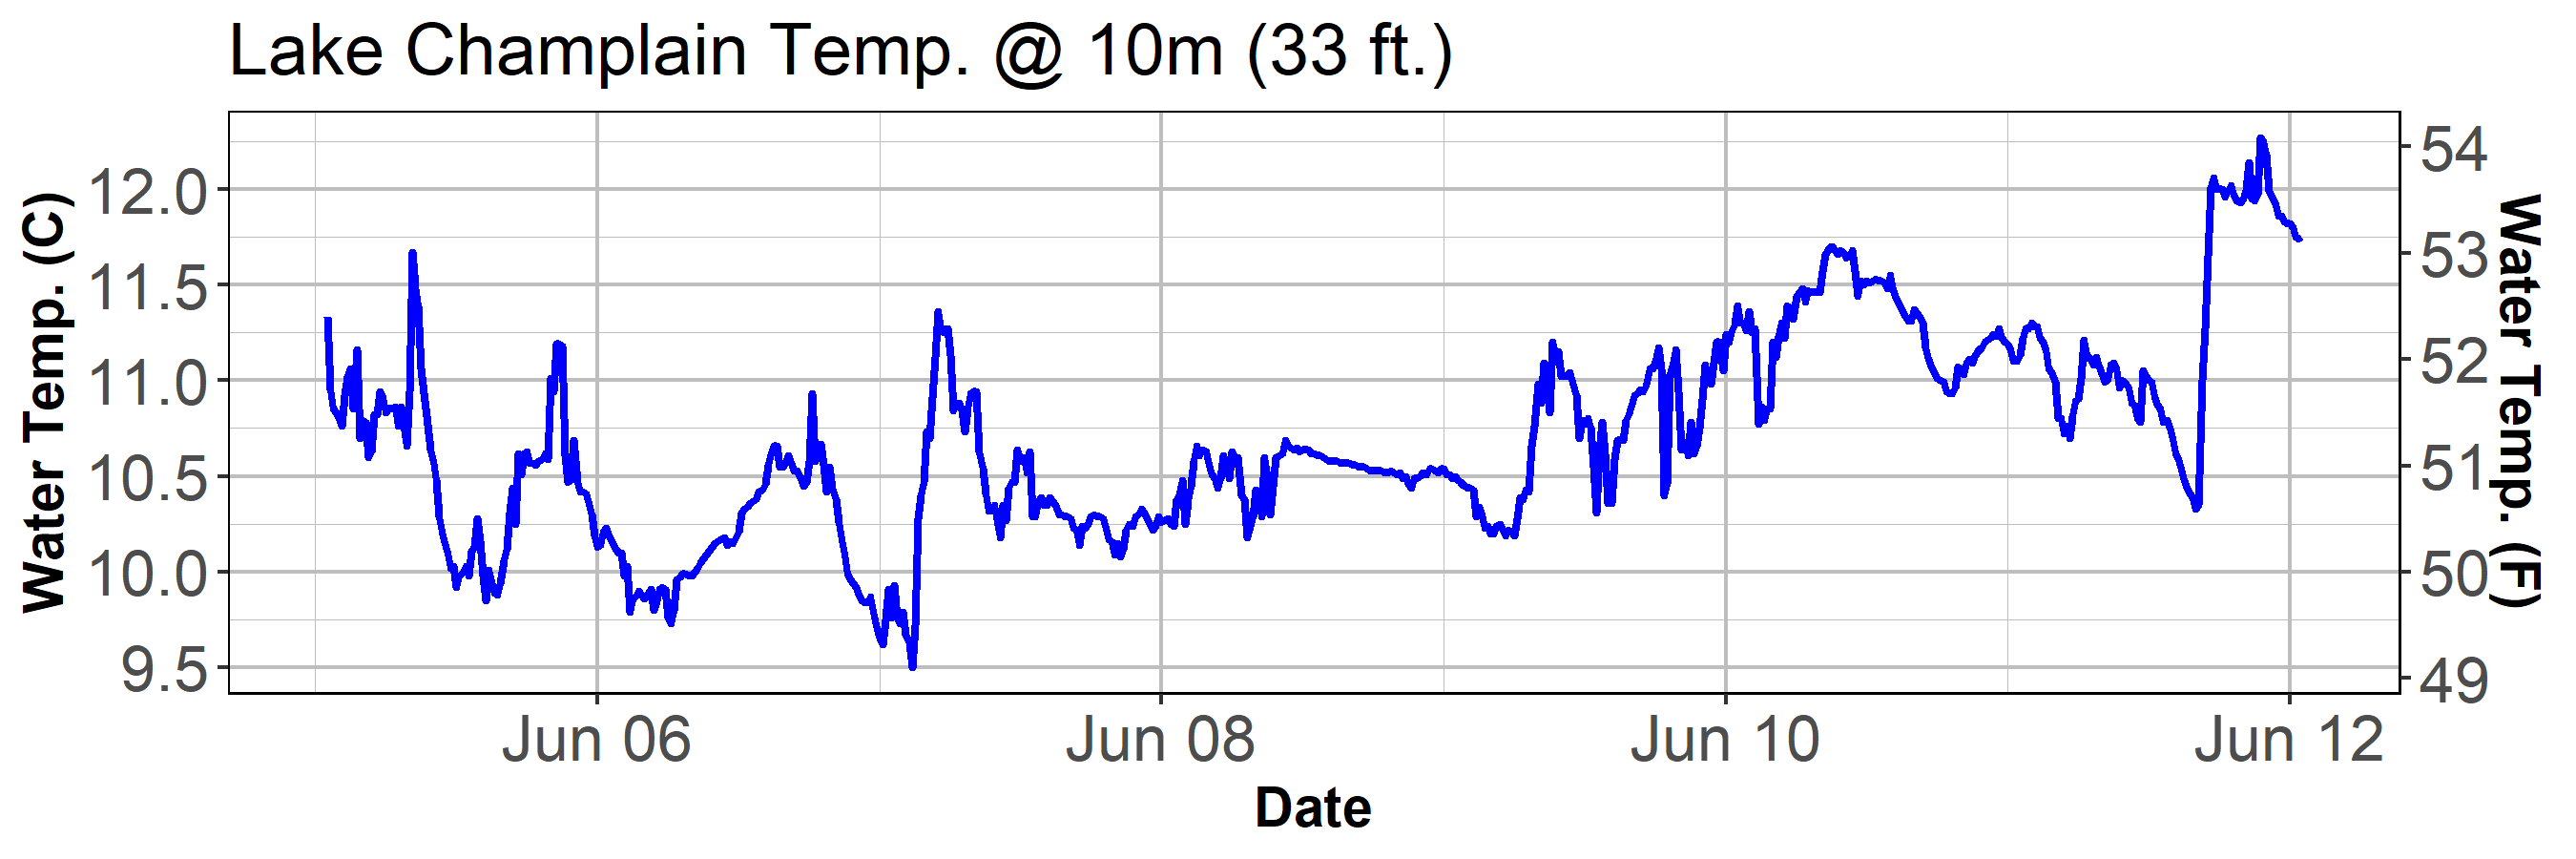 Lake Champlain Temp. @ 10m (33 ft.)
Water Temp. (C)
12.0
11.5
11.0
10.5
10.0
9.5
54
53
52
51
50
49
Water Temp. (F)
Jun 06 Jun 08 Jun 10 Jun 12
Date